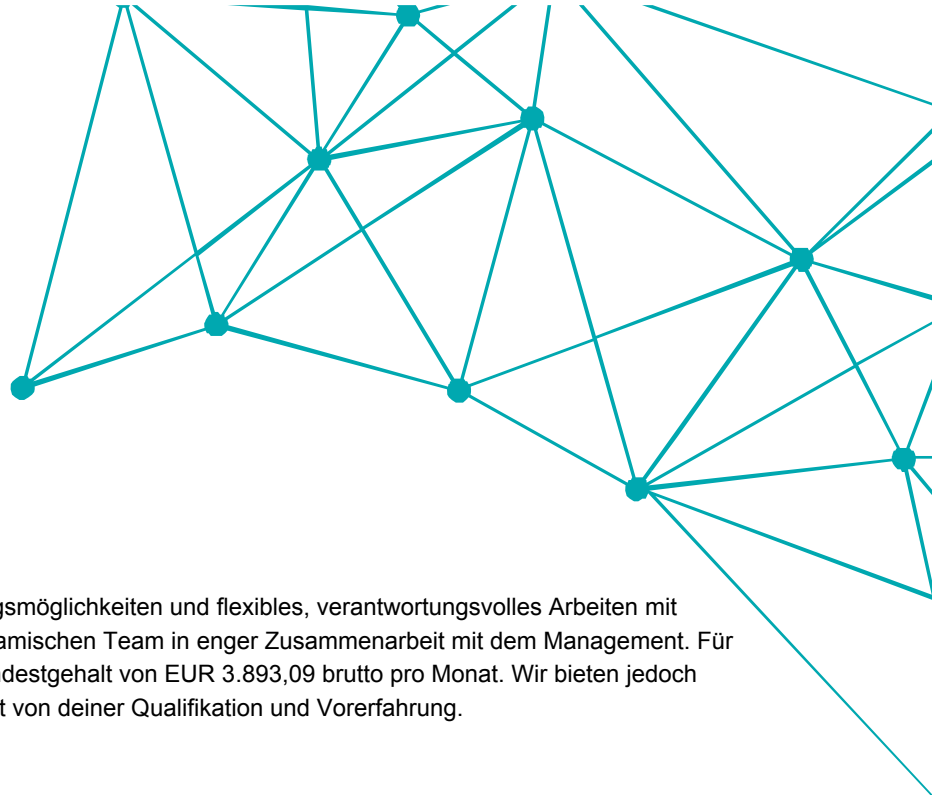 gsmöglichkeiten und flexibles, verantwortungsvolles Arbeiten mit
amischen Team in enger Zusammenarbeit mit dem Management. Für
ndestgehalt von EUR 3.893,09 brutto pro Monat. Wir bieten jedoch
t von deiner Qualifikation und Vorerfahrung.